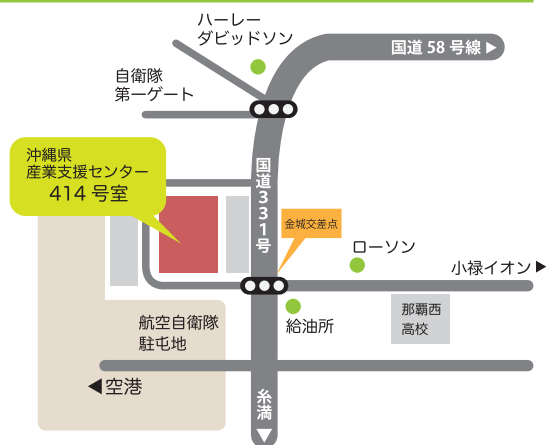 ハーレー
ダビッドソン
国道58号線▶
自衛隊
第一ゲート
沖縄県
産業支援センター
414号室
国道331号
金城交差点
ローソン
小禄イオン▶
那覇西
高校
給油所
航空自衛隊
駐屯地
◀空港
糸満
▽